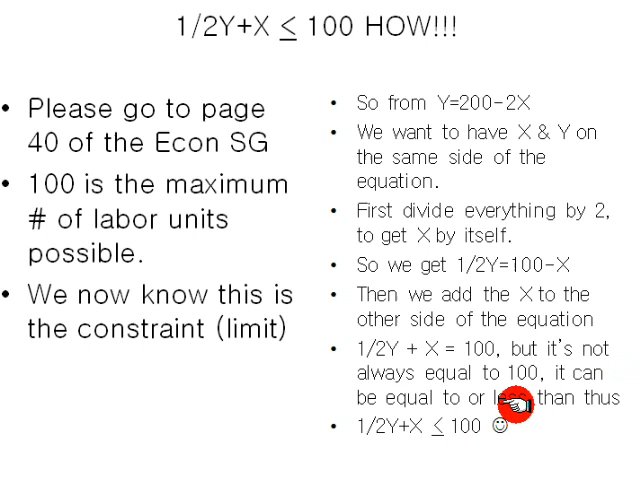 1/2Y+X ≤ 100 HOW!!!
• Please go to page
40 of the Econ SG
• 100 is the maximum
# of labor units
possible.
• We now know this is
the constraint (limit)
• So from Y=200-2X
• We want to have X & Y on
the same side of the
equation.
• First divide everything by 2,
to get X by itself.
• So we get 1/2Y=100-X
• Then we add the X to the
other side of the equation
• 1/2Y + X = 100, but it's not
always equal to 100, it can
be equal to or less than thus
• 1/2Y+X ≤ 100 ☺